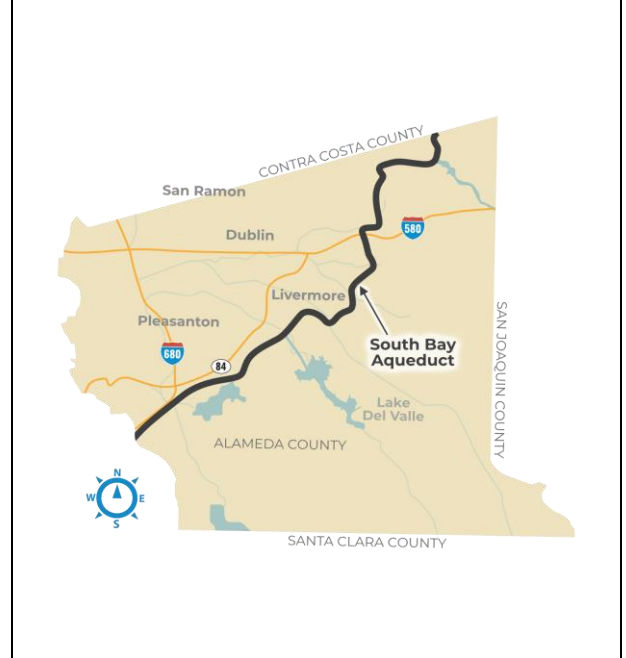 CONTRA COSTA COUNTY
San Ramon
Dublin
580
Livermore
Pleasanton
680
84
South Bay
Aqueduct
SAN JOAQUIN COUNTY
Lake
Del Valle
ALAMEDA COUNTY
N
W
E
S
SANTA CLARA COUNTY